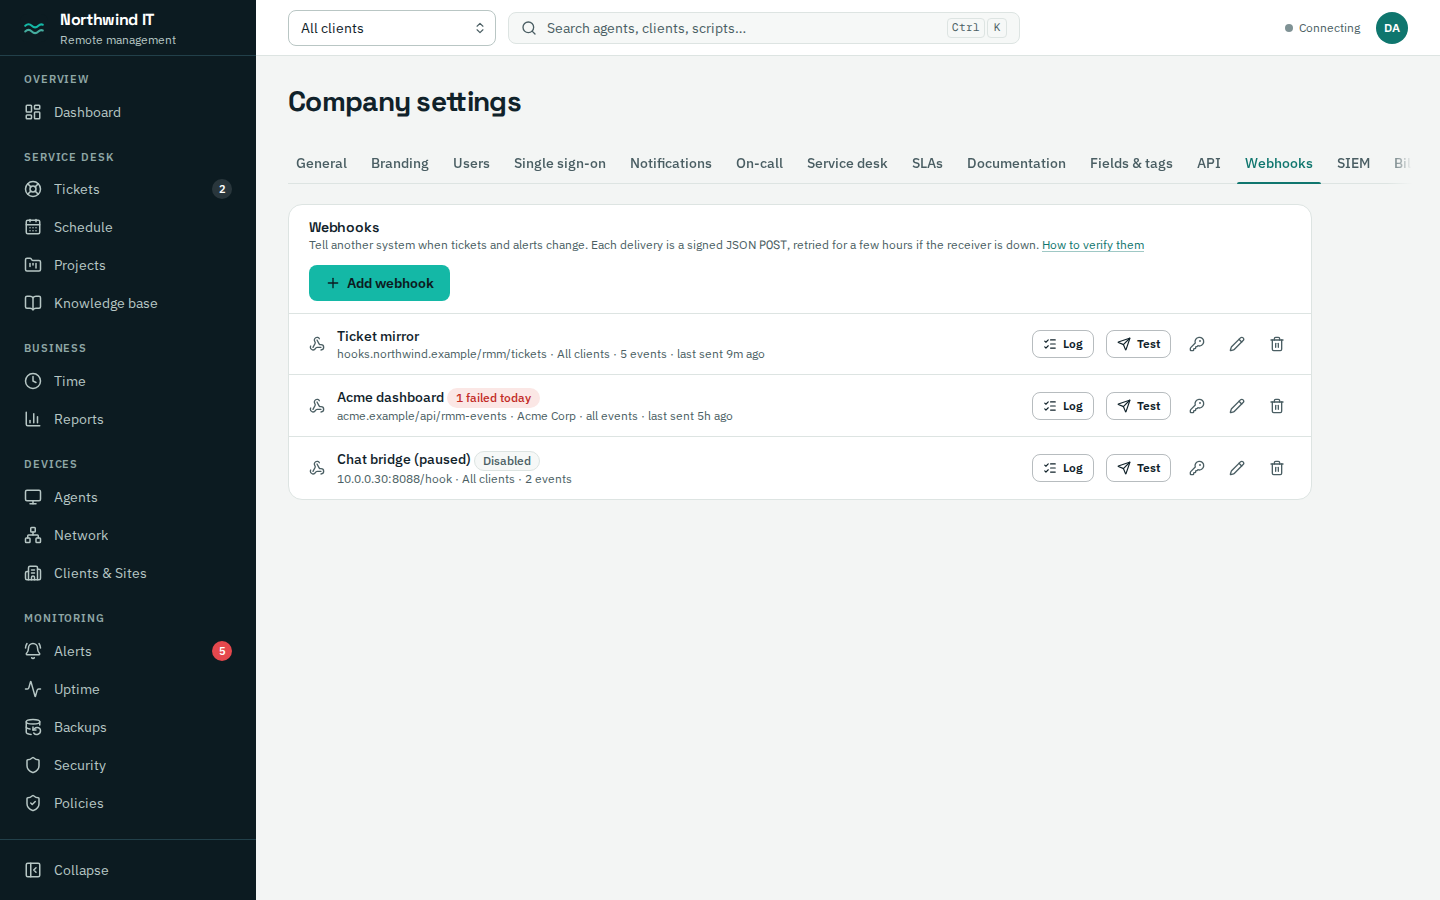 Northwind IT
Remote management
OVERVIEW
Dashboard
SERVICE DESK
Tickets 2
Schedule
Projects
Knowledge base
BUSINESS
Time
Reports
DEVICES
Agents
Network
Clients & Sites
MONITORING
Alerts 5
Uptime
Backups
Security
Policies
Collapse
All clients
Search agents, clients, scripts... Ctrl K
Connecting
DA
Company settings
General Branding Users Single sign-on Notifications On-call Service desk SLAs Documentation Fields & tags API Webhooks SIEM
Webhooks
Tell another system when tickets and alerts change. Each delivery is a signed JSON POST, retried for a few hours if the receiver is down. How to verify them
Add webhook
Ticket mirror
hooks.northwind.example/rmm/tickets · All clients · 5 events · last sent 9m ago
Log Test
Acme dashboard 1 failed today
acme.example/api/rmm-events · Acme Corp · all events · last sent 5h ago
Log Test
Chat bridge (paused) Disabled
10.0.0.30:8088/hook · All clients · 2 events
Log Test